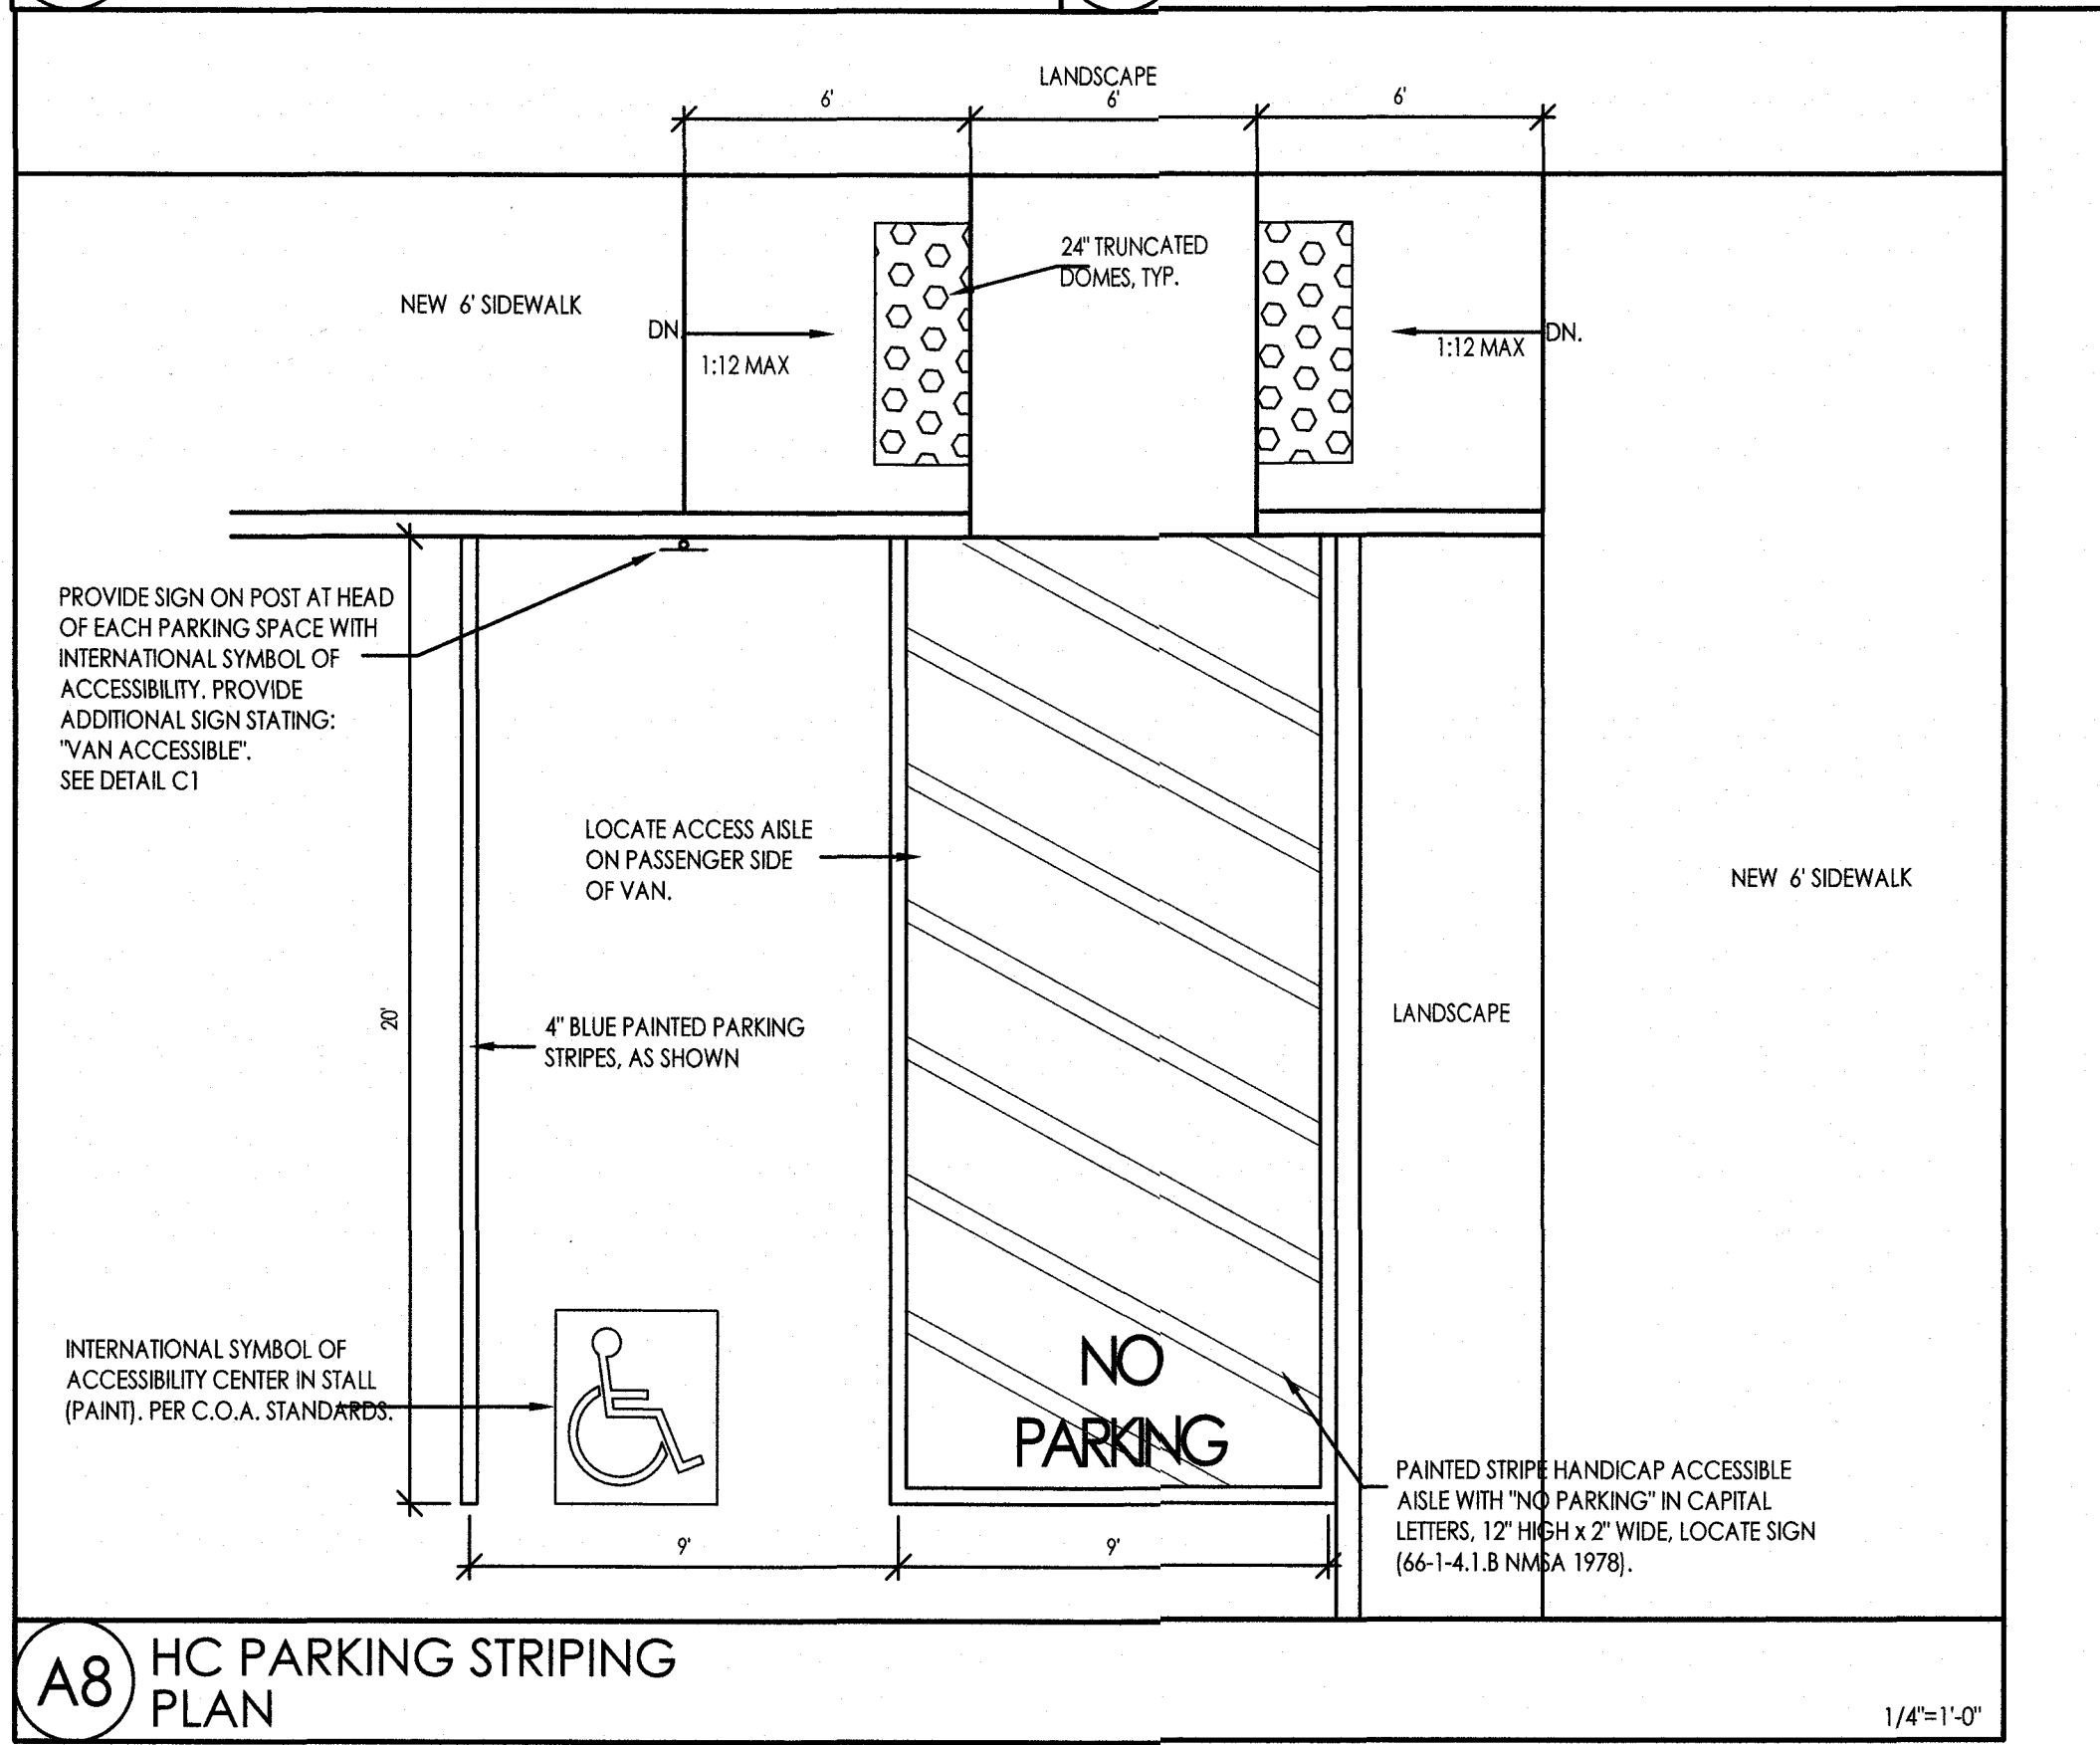 LANDSCAPE
6'
6'
6'
24" TRUNCATED
DOMES, TYP.
NEW 6' SIDEWALK
DN.
1:12 MAX
DN.
1:12 MAX
PROVIDE SIGN ON POST AT HEAD
OF EACH PARKING SPACE WITH
INTERNATIONAL SYMBOL OF
ACCESSIBILITY. PROVIDE
ADDITIONAL SIGN STATING:
"VAN ACCESSIBLE".
SEE DETAIL C1
LOCATE ACCESS AISLE
ON PASSENGER SIDE
OF VAN.
NEW 6' SIDEWALK
20'
4" BLUE PAINTED PARKING
STRIPES, AS SHOWN
LANDSCAPE
INTERNATIONAL SYMBOL OF
ACCESSIBILITY CENTER IN STALL
(PAINT). PER C.O.A. STANDARDS.
NO
PARKING
PAINTED STRIPE HANDICAP ACCESSIBLE
AISLE WITH "NO PARKING" IN CAPITAL
LETTERS, 12" HIGH x 2" WIDE, LOCATE SIGN
(66-1-4.1.B NMSA 1978).
9'
9'
A8
HC PARKING STRIPING
PLAN
1/4"=1'-0"